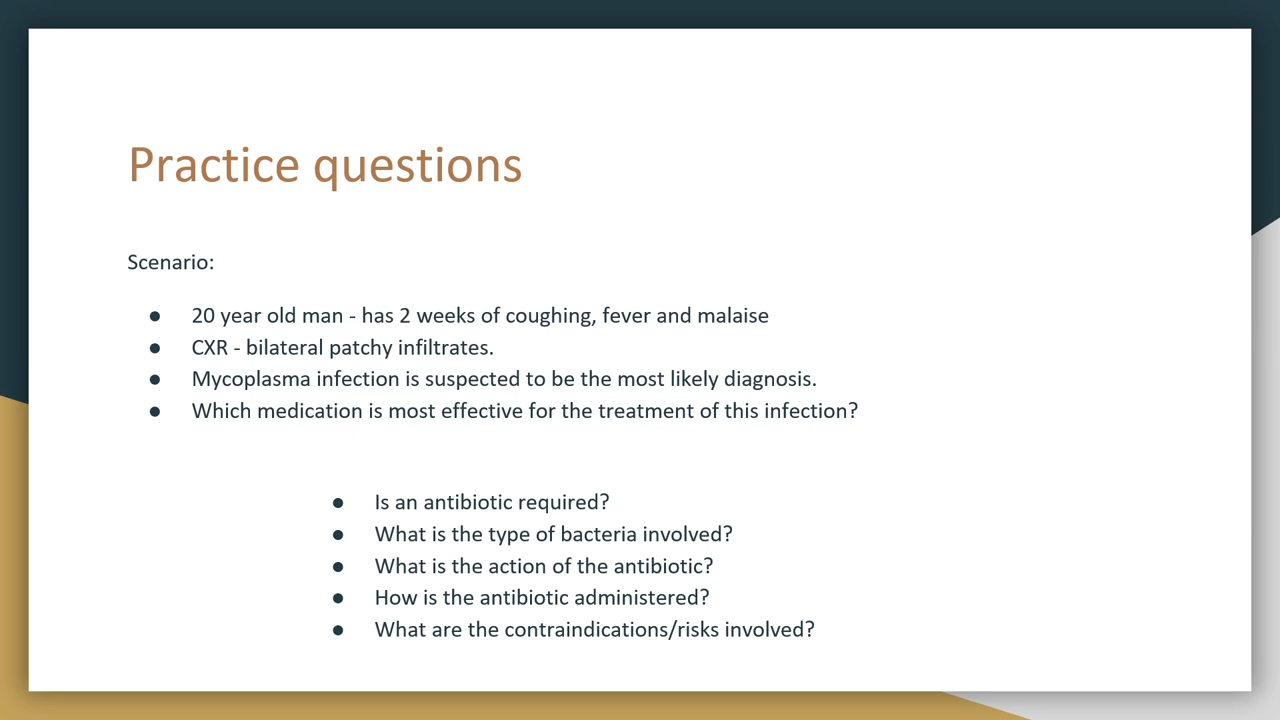 Practice questions
Scenario:
● 20 year old man - has 2 weeks of coughing, fever and malaise
● CXR - bilateral patchy infiltrates.
● Mycoplasma infection is suspected to be the most likely diagnosis.
● Which medication is most effective for the treatment of this infection?
● Is an antibiotic required?
● What is the type of bacteria involved?
● What is the action of the antibiotic?
● How is the antibiotic administered?
● What are the contraindications/risks involved?